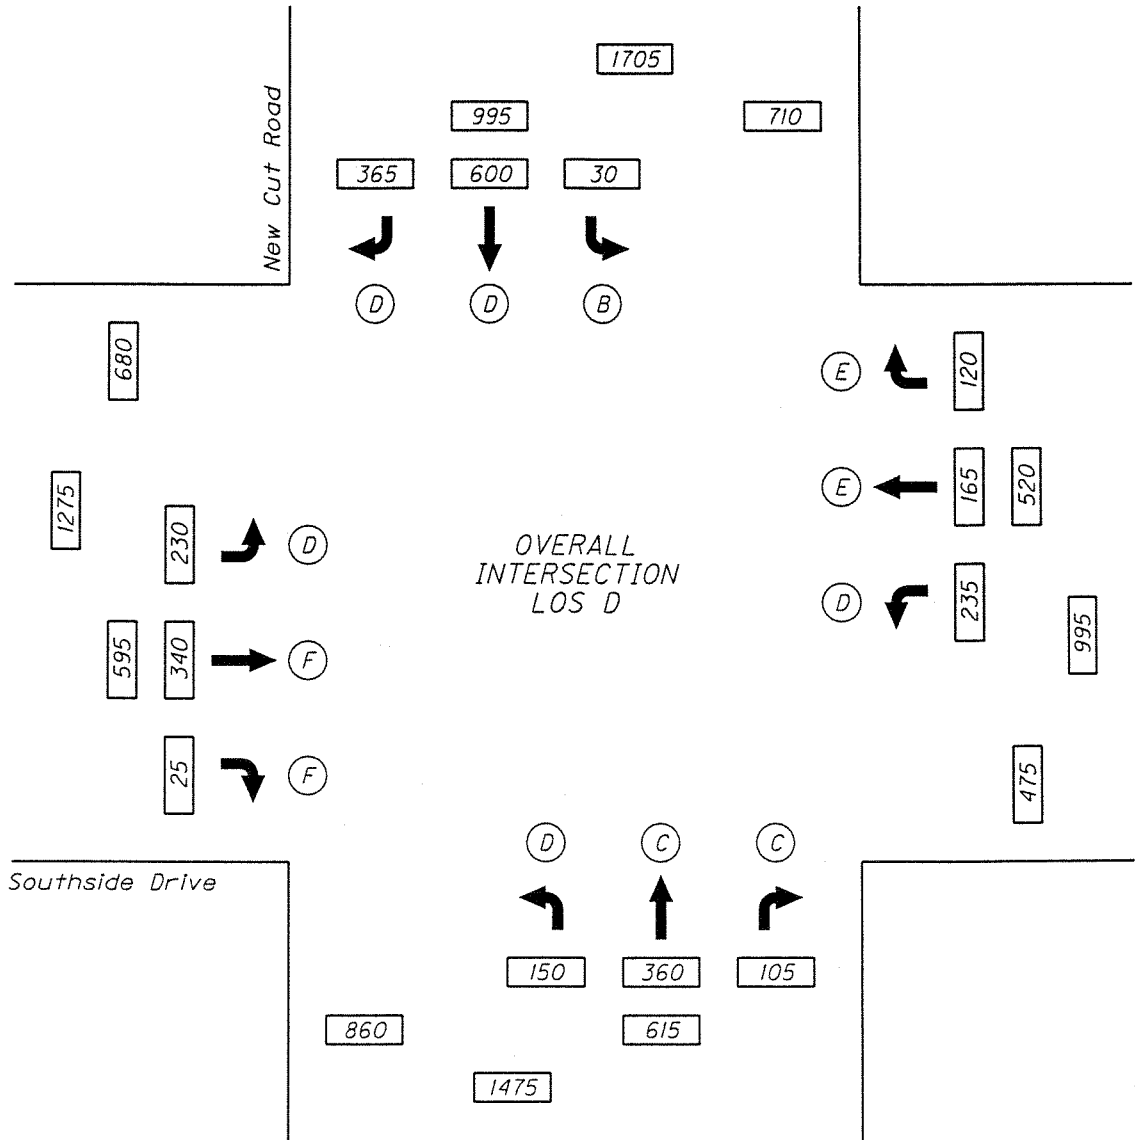 1705
995
710
365
600
30
New Cut Road
D
D
B
680
E
120
1275
230
D
E
165
520
OVERALL
INTERSECTION
LOS D
D
235
995
595
340
F
25
F
475
D
C
C
Southside Drive
150
360
105
860
615
1475